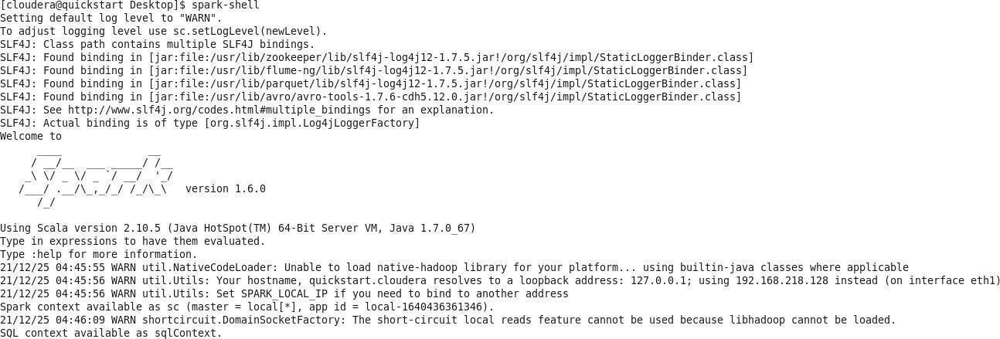 [cloudera@quickstart Desktop]$ spark-shell
Setting default log level to "WARN".
To adjust logging level use sc.setLogLevel(newLevel).
SLF4J: Class path contains multiple SLF4J bindings.
SLF4J: Found binding in [jar:file:/usr/lib/zookeeper/lib/slf4j-log4j12-1.7.5.jar!/org/slf4j/impl/StaticLoggerBinder.class]
SLF4J: Found binding in [jar:file:/usr/lib/flume-ng/lib/slf4j-log4j12-1.7.5.jar!/org/slf4j/impl/StaticLoggerBinder.class]
SLF4J: Found binding in [jar:file:/usr/lib/parquet/lib/slf4j-log4j12-1.7.5.jar!/org/slf4j/impl/StaticLoggerBinder.class]
SLF4J: Found binding in [jar:file:/usr/lib/avro/avro-tools-1.7.6-cdh5.12.0.jar!/org/slf4j/impl/StaticLoggerBinder.class]
SLF4J: See http://www.slf4j.org/codes.html#multiple_bindings for an explanation.
SLF4J: Actual binding is of type [org.slf4j.impl.Log4jLoggerFactory]
Welcome to
      ____              __
     / __/__  ___ _____/ /__
    _\ \/ _ \/ _ `/ __/  '_/
   /___/ .__/\_,_/_/ /_/\_\   version 1.6.0
      /_/
Using Scala version 2.10.5 (Java HotSpot(TM) 64-Bit Server VM, Java 1.7.0_67)
Type in expressions to have them evaluated.
Type :help for more information.
21/12/25 04:45:55 WARN util.NativeCodeLoader: Unable to load native-hadoop library for your platform... using builtin-java classes where applicable
21/12/25 04:45:56 WARN util.Utils: Your hostname, quickstart.cloudera resolves to a loopback address: 127.0.0.1; using 192.168.218.128 instead (on interface eth1)
21/12/25 04:45:56 WARN util.Utils: Set SPARK_LOCAL_IP if you need to bind to another address
Spark context available as sc (master = local[*], app id = local-1640436361346).
21/12/25 04:46:09 WARN shortcircuit.DomainSocketFactory: The short-circuit local reads feature cannot be used because libhadoop cannot be loaded.
SQL context available as sqlContext.